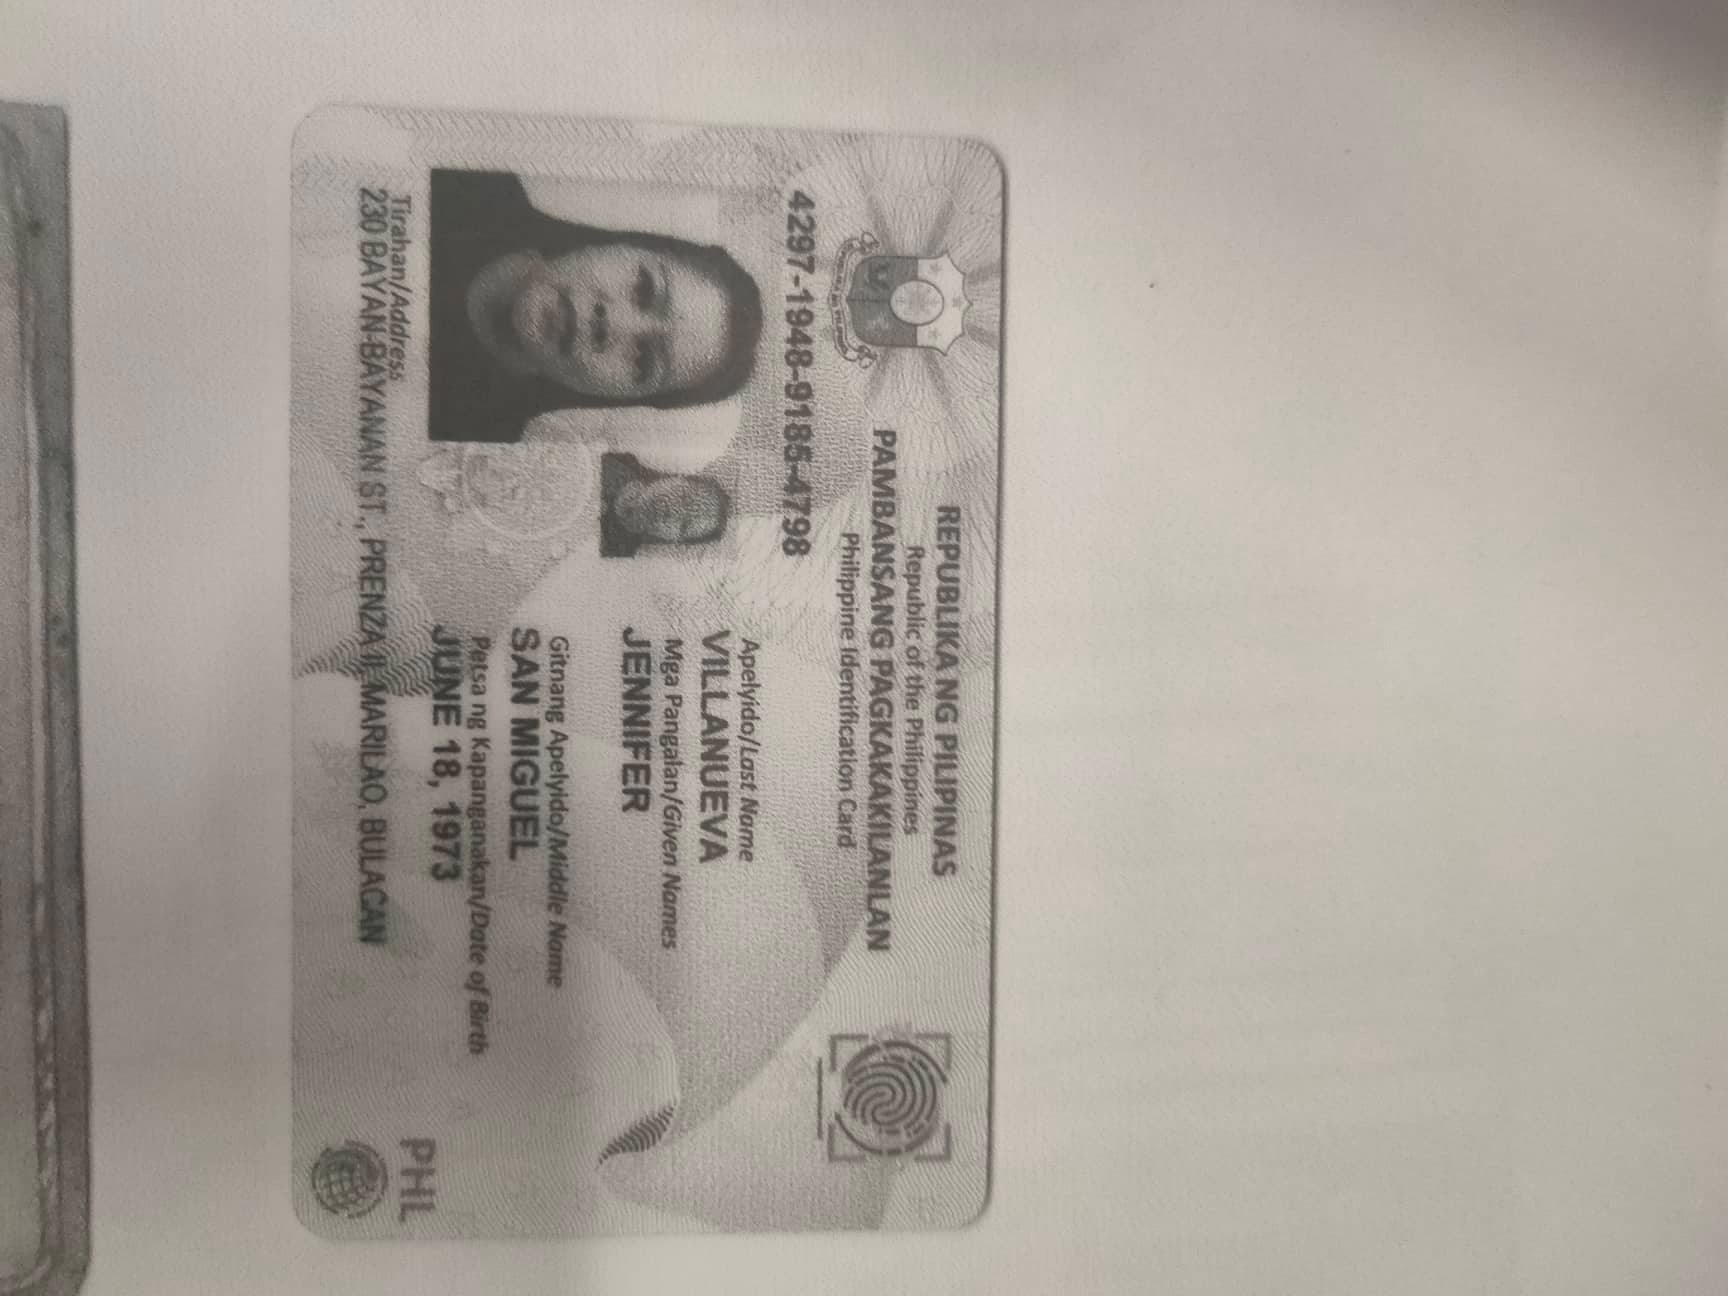 REPUBLIKA NG PILIPINAS
Republic of the Philippines
PAMBANSANG PAGKAKAKILANLAN
Philippine Identification Card
4297-1948-9185-4798
Apelyido/Last Name
VILLANUEVA
Mga Pangalan/Given Names
JENNIFER
Gitnang Apelyido/Middle Name
SAN MIGUEL
Petsa ng Kapanganakan/Date of Birth
JUNE 18, 1973
Tirahan/Address
230 BAYAN-BAYANAN ST., PRENZA II, MARILAO, BULACAN
PHL